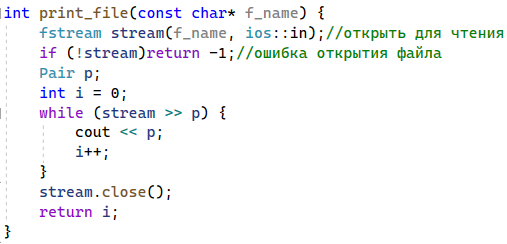 int print_file(const char* f_name) {
    fstream stream(f_name, ios::in);//открыть для чтения
    if (!stream)return -1;//ошибка открытия файла
    Pair p;
    int i = 0;
    while (stream >> p) {
        cout << p;
        i++;
    }
    stream.close();
    return i;
}